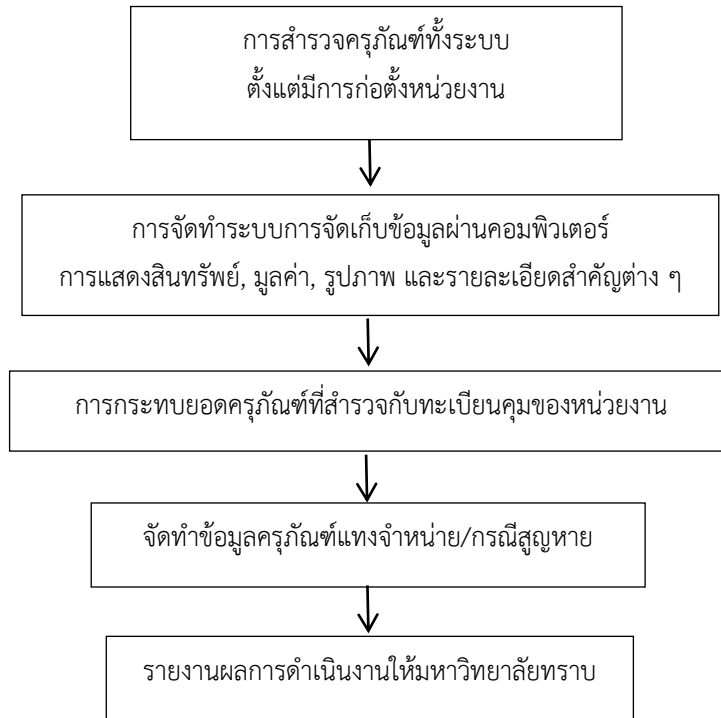 การสำรวจครุภัณฑ์ทั้งระบบ
ตั้งแต่มีการก่อตั้งหน่วยงาน
การจัดทำระบบการจัดเก็บข้อมูลผ่านคอมพิวเตอร์
การแสดงสินทรัพย์, มูลค่า, รูปภาพ และรายละเอียดสำคัญต่าง ๆ
การกระทบยอดครุภัณฑ์ที่สำรวจกับทะเบียนคุมของหน่วยงาน
จัดทำข้อมูลครุภัณฑ์แทงจำหน่าย/กรณีสูญหาย
รายงานผลการดำเนินงานให้มหาวิทยาลัยทราบ